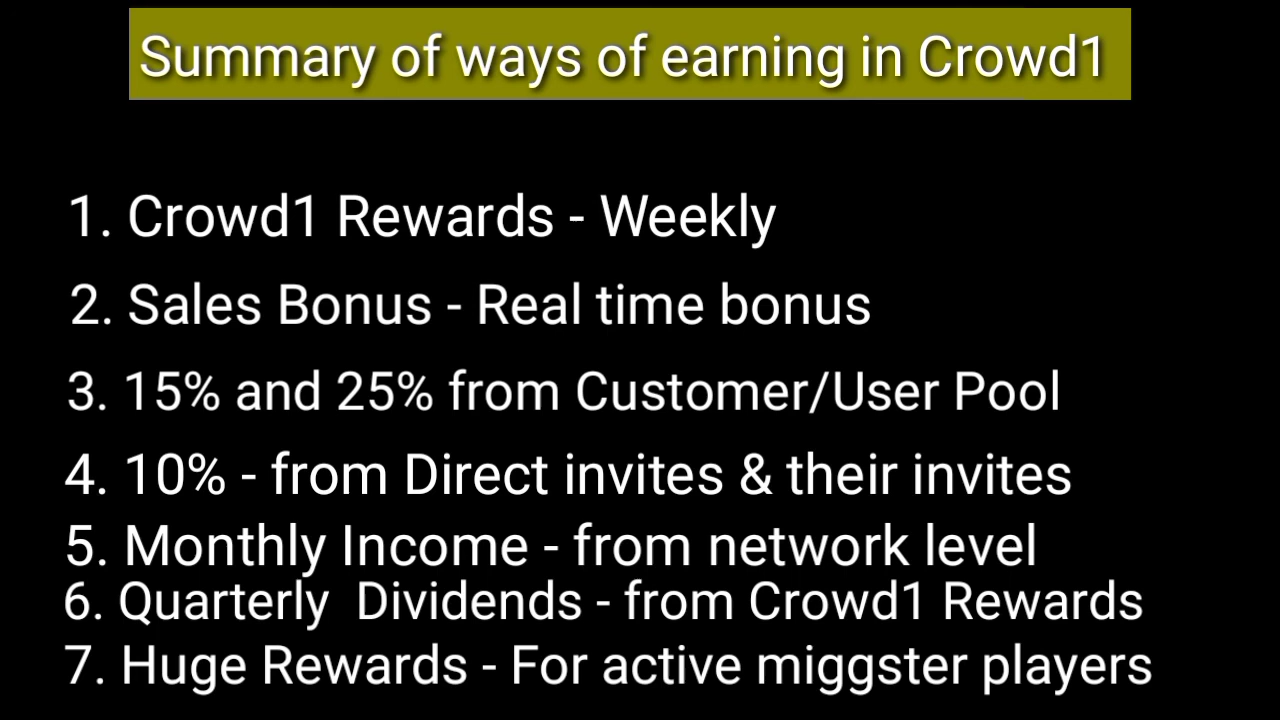 Summary of ways of earning in Crowd1
1. Crowd1 Rewards - Weekly
2. Sales Bonus - Real time bonus
3. 15% and 25% from Customer/User Pool
4. 10% - from Direct invites & their invites
5. Monthly Income - from network level
6. Quarterly  Dividends - from Crowd1 Rewards
7. Huge Rewards - For active miggster players